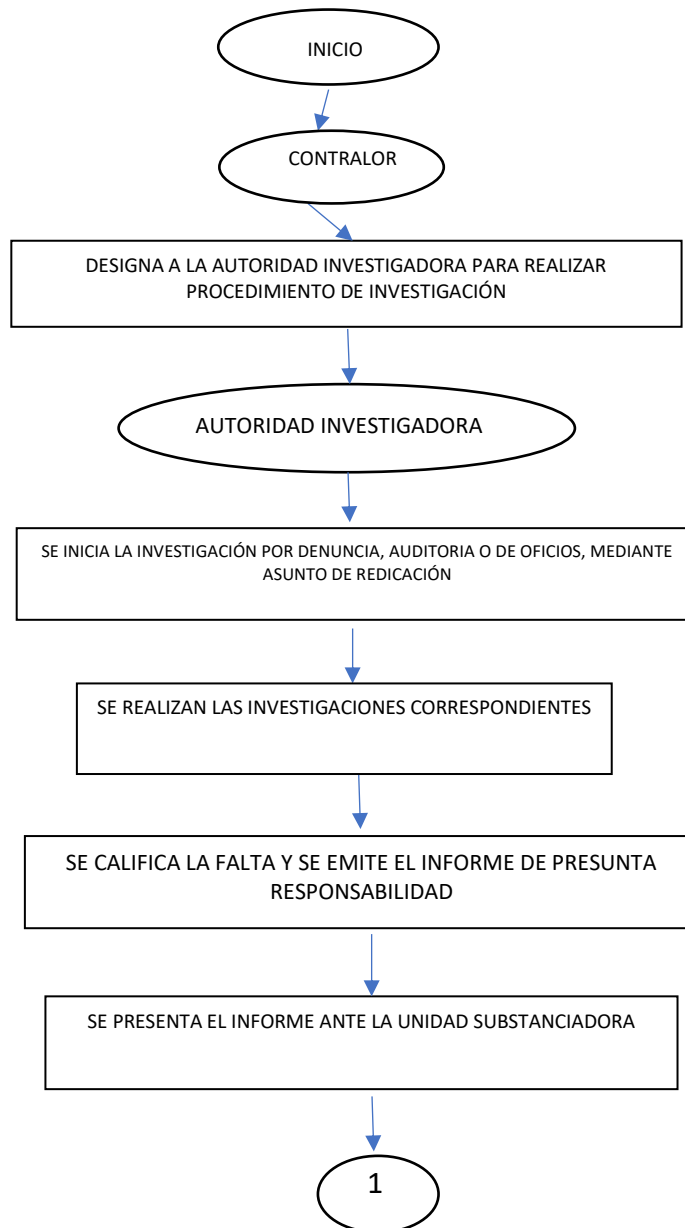 INICIO
CONTRALOR
DESIGNA A LA AUTORIDAD INVESTIGADORA PARA REALIZAR
PROCEDIMIENTO DE INVESTIGACIÓN
AUTORIDAD INVESTIGADORA
SE INICIA LA INVESTIGACIÓN POR DENUNCIA, AUDITORIA O DE OFICIOS, MEDIANTE
ASUNTO DE REDICACIÓN
SE REALIZAN LAS INVESTIGACIONES CORRESPONDIENTES
SE CALIFICA LA FALTA Y SE EMITE EL INFORME DE PRESUNTA
RESPONSABILIDAD
SE PRESENTA EL INFORME ANTE LA UNIDAD SUBSTANCIADORA
1